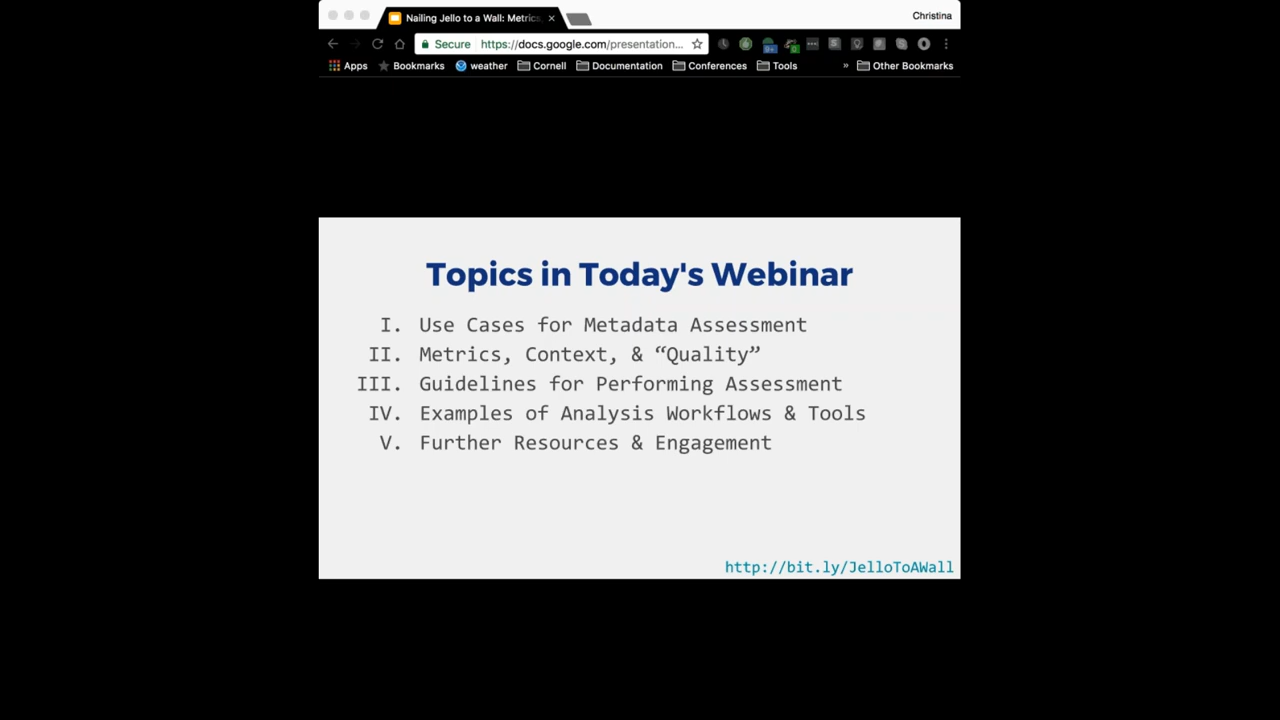 Nailing Jello to a Wall: Metrics,
Christina
Secure https://docs.google.com/presentation...
Apps Bookmarks weather Cornell Documentation Conferences Tools » Other Bookmarks
Topics in Today's Webinar
I. Use Cases for Metadata Assessment
II. Metrics, Context, & “Quality”
III. Guidelines for Performing Assessment
IV. Examples of Analysis Workflows & Tools
V. Further Resources & Engagement
http://bit.ly/JelloToAWall